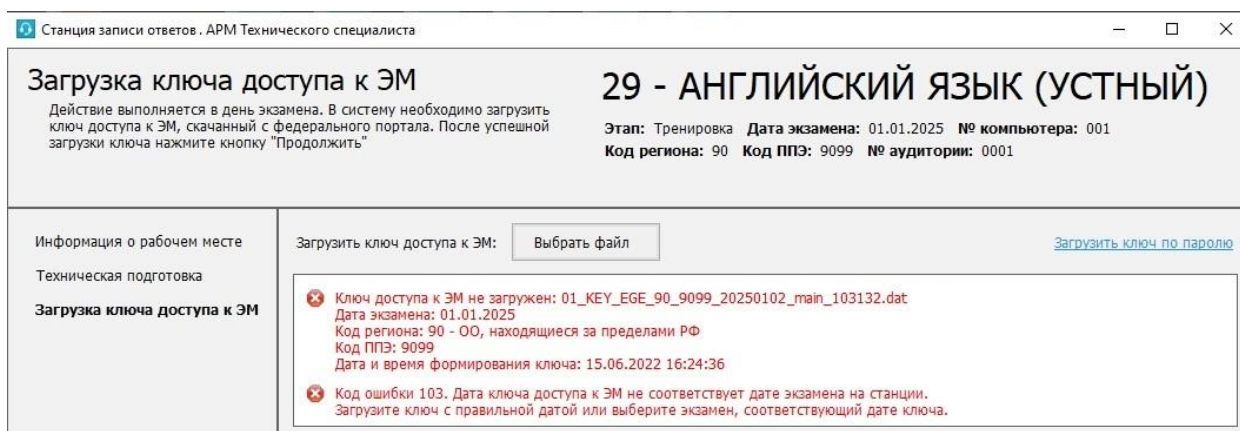 Станция записи ответов . АРМ Технического специалиста
Загрузка ключа доступа к ЭМ
Действие выполняется в день экзамена. В систему необходимо загрузить
ключ доступа к ЭМ, скачанный с федерального портала. После успешной
загрузки ключа нажмите кнопку "Продолжить"
29 - АНГЛИЙСКИЙ ЯЗЫК (УСТНЫЙ)
Этап: Тренировка Дата экзамена: 01.01.2025 № компьютера: 001
Код региона: 90 Код ППЭ: 9099 № аудитории: 0001
Информация о рабочем месте
Техническая подготовка
Загрузка ключа доступа к ЭМ
Загрузить ключ доступа к ЭМ: Выбрать файл Загрузить ключ по паролю
Ключ доступа к ЭМ не загружен: 01_KEY_EGE_90_9099_20250102_main_103132.dat
Дата экзамена: 01.01.2025
Код региона: 90 - ОО, находящиеся за пределами РФ
Код ППЭ: 9099
Дата и время формирования ключа: 15.06.2022 16:24:36
Код ошибки 103. Дата ключа доступа к ЭМ не соответствует дате экзамена на станции.
Загрузите ключ с правильной датой или выберите экзамен, соответствующий дате ключа.